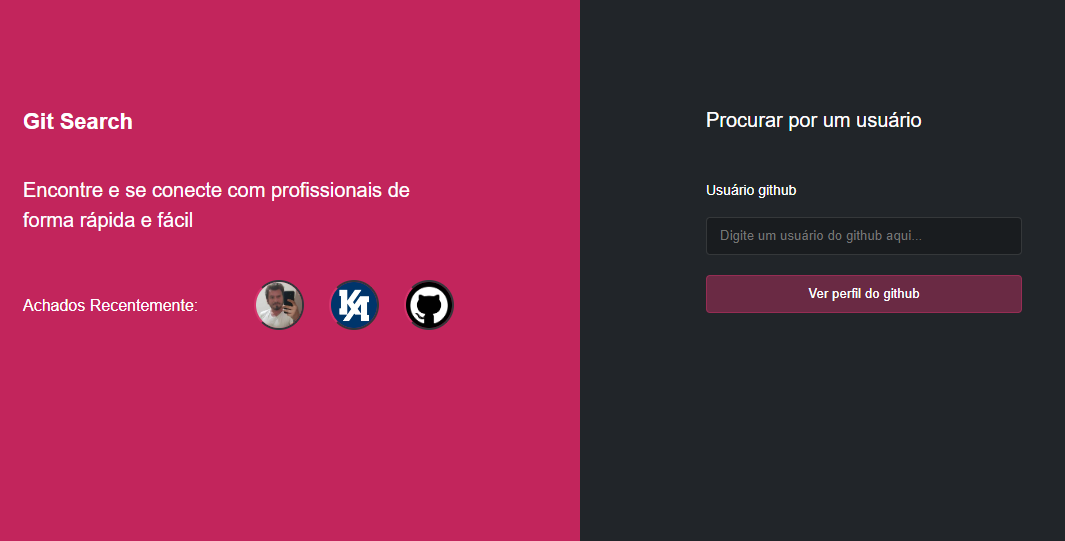 Git Search
Encontre e se conecte com profissionais de
forma rápida e fácil
Achados Recentemente:
KA
Procurar por um usuário
Usuário github
Digite um usuário do github aqui...
Ver perfil do github